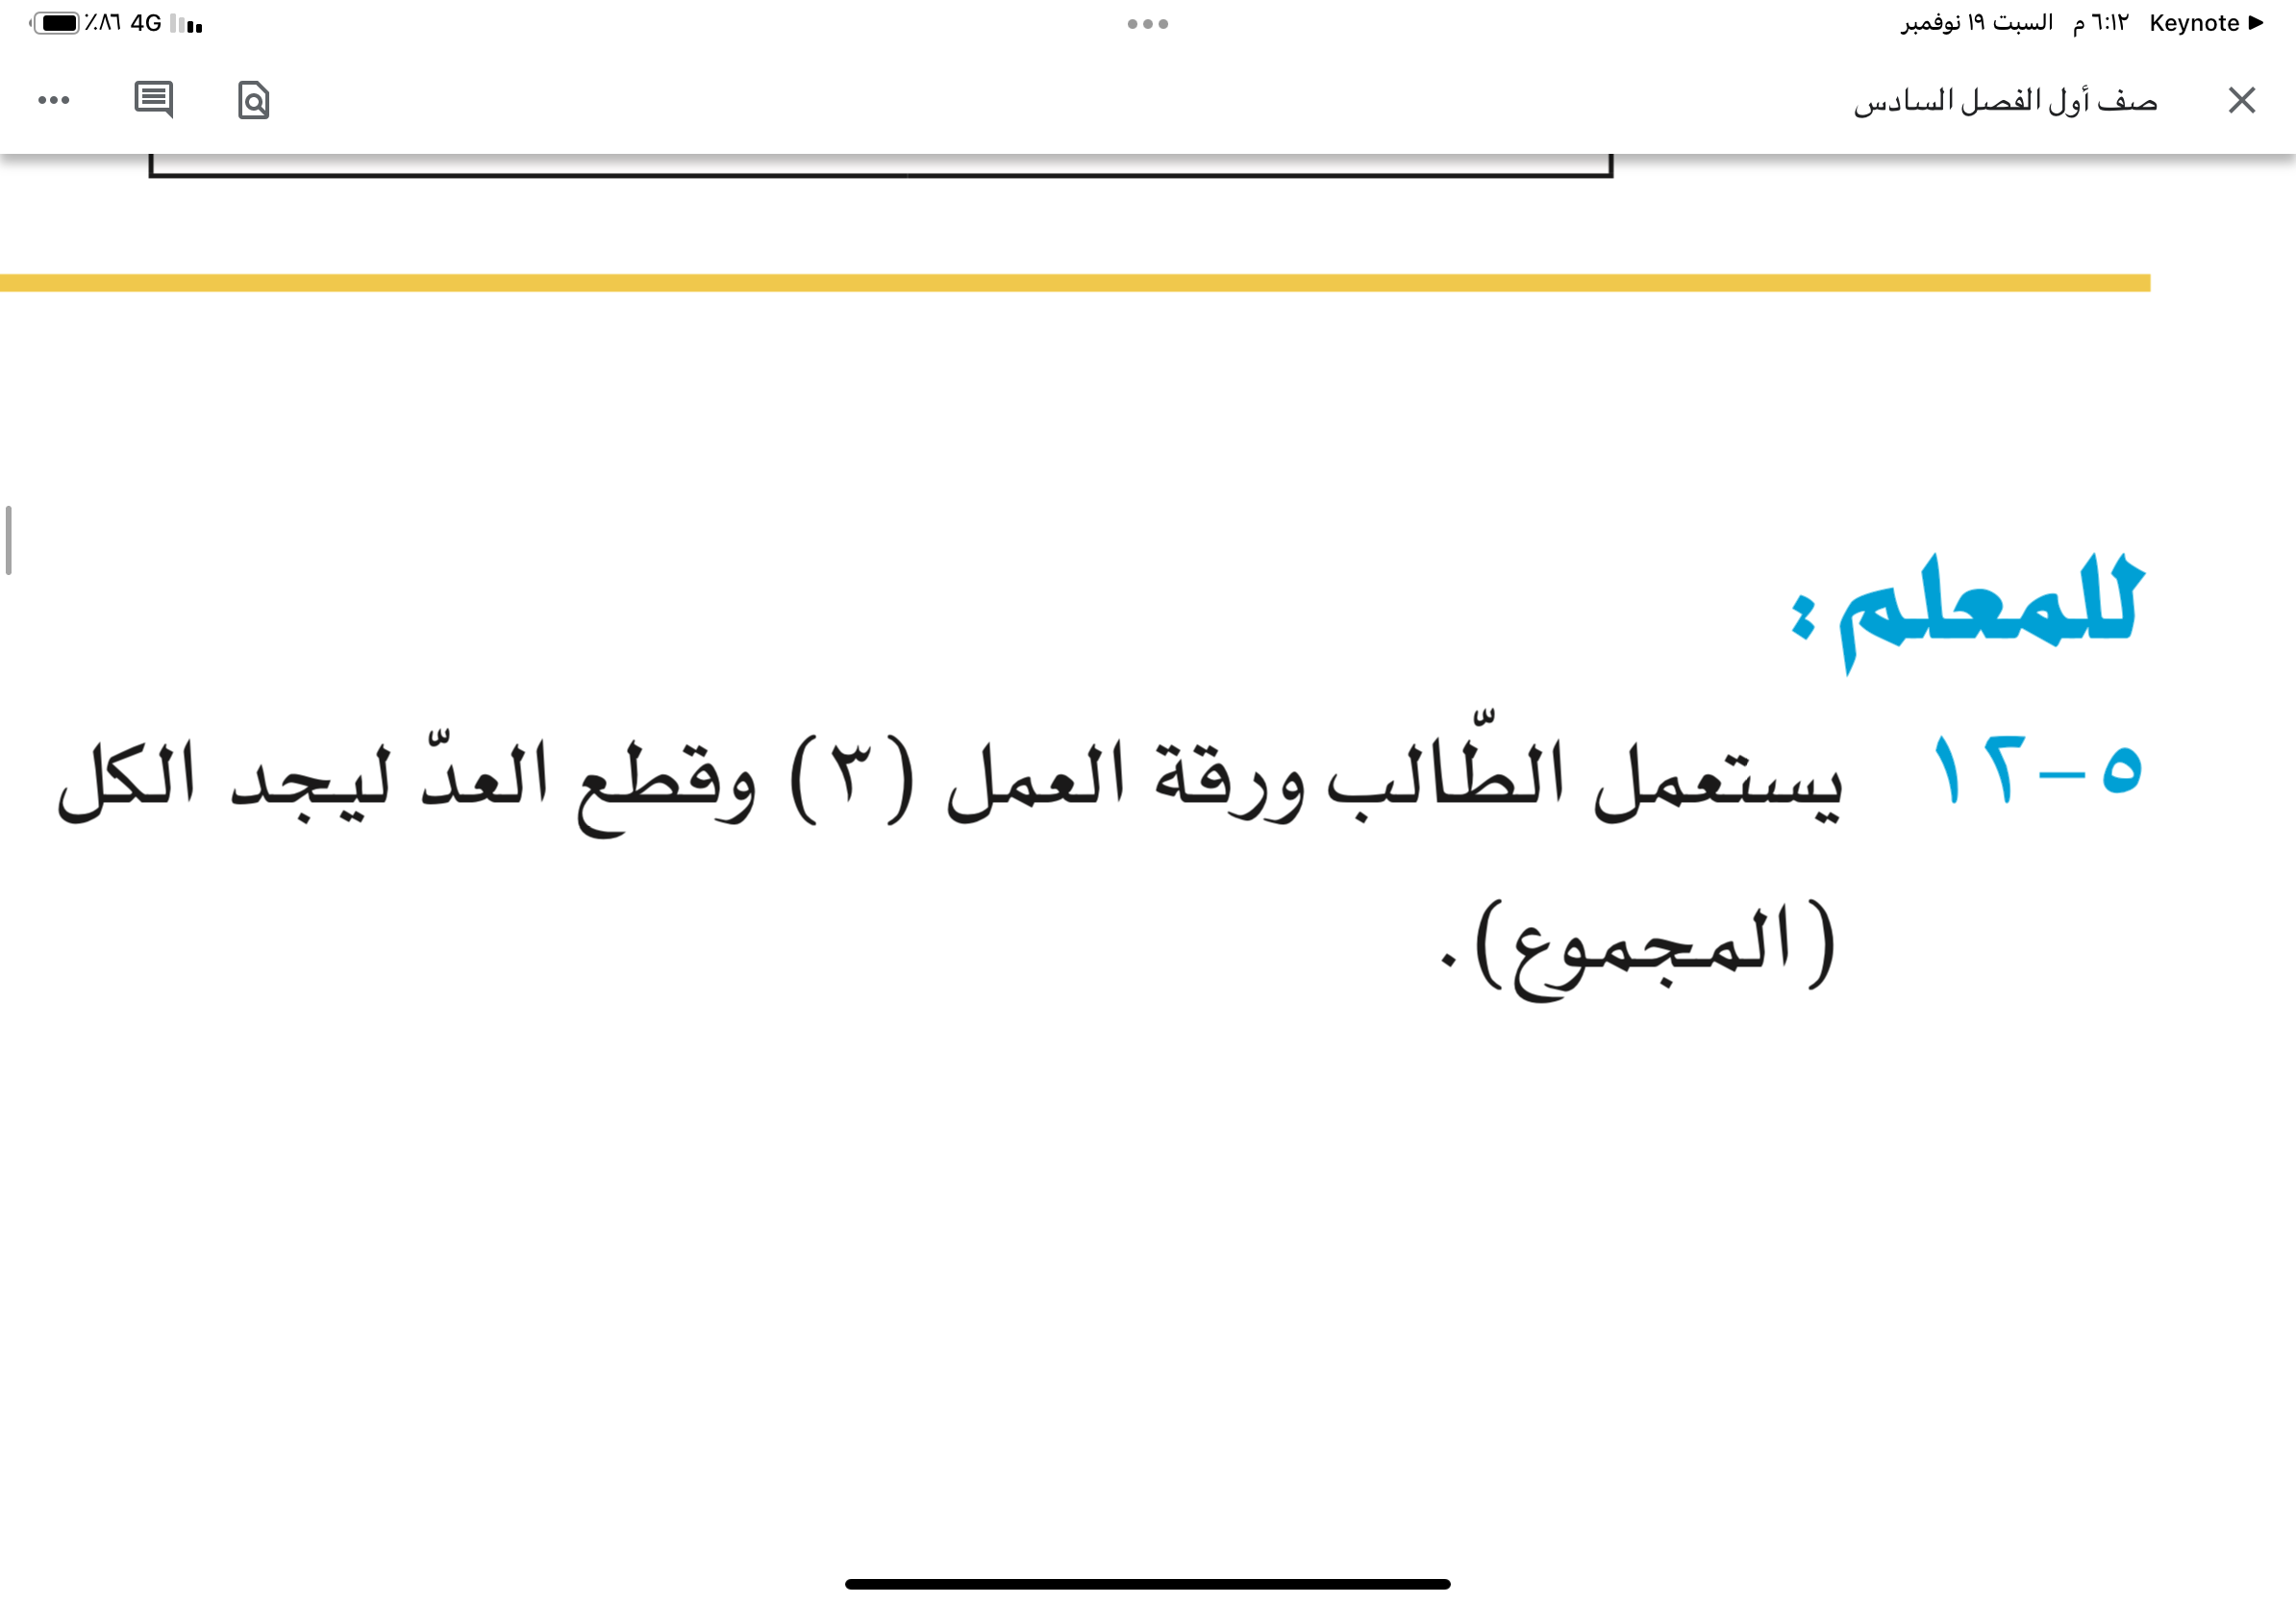 Keynote ٦:١٢ م السبت ١٩ نوفمبر
4G ٪٨٦
صف أول الفصل السادس
للمعلم:
٥–١٢ يستعمل الطّالب ورقة العمل (٣) وقطع العدّ ليجد الكل
(المجموع).